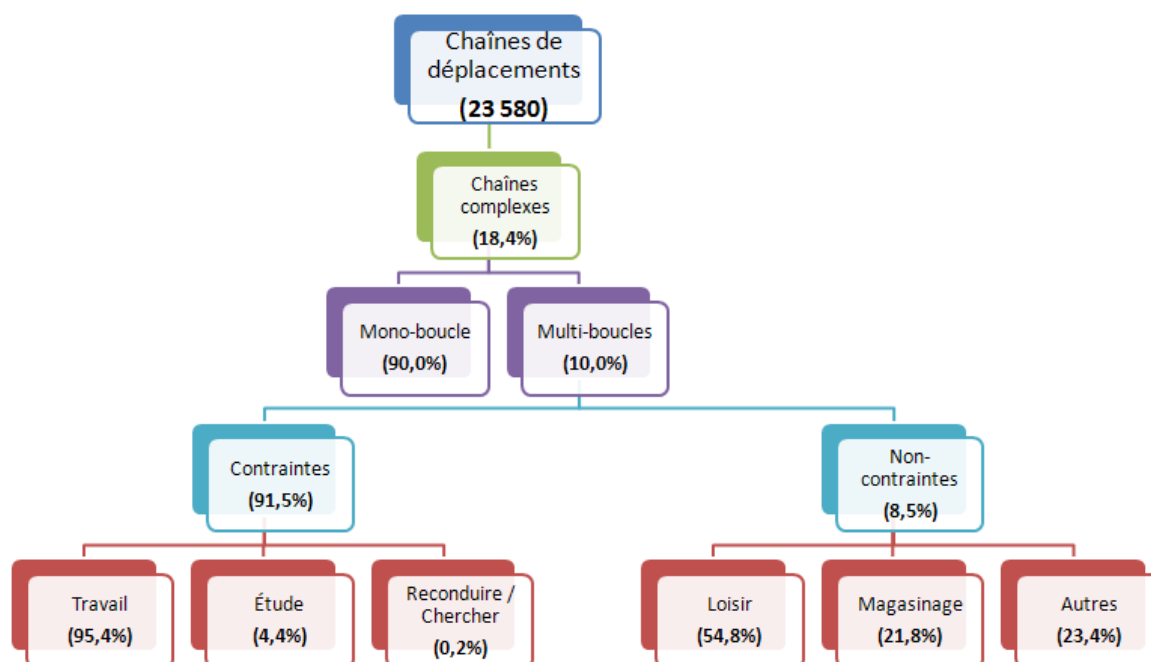 Chaînes de
déplacements
(23 580)
Chaînes
complexes
(18,4%)
Mono-boucle
(90,0%)
Multi-boucles
(10,0%)
Contraintes
(91,5%)
Non-
contraintes
(8,5%)
Travail
(95,4%)
Étude
(4,4%)
Reconduire /
Chercher
(0,2%)
Loisir
(54,8%)
Magasinage
(21,8%)
Autres
(23,4%)